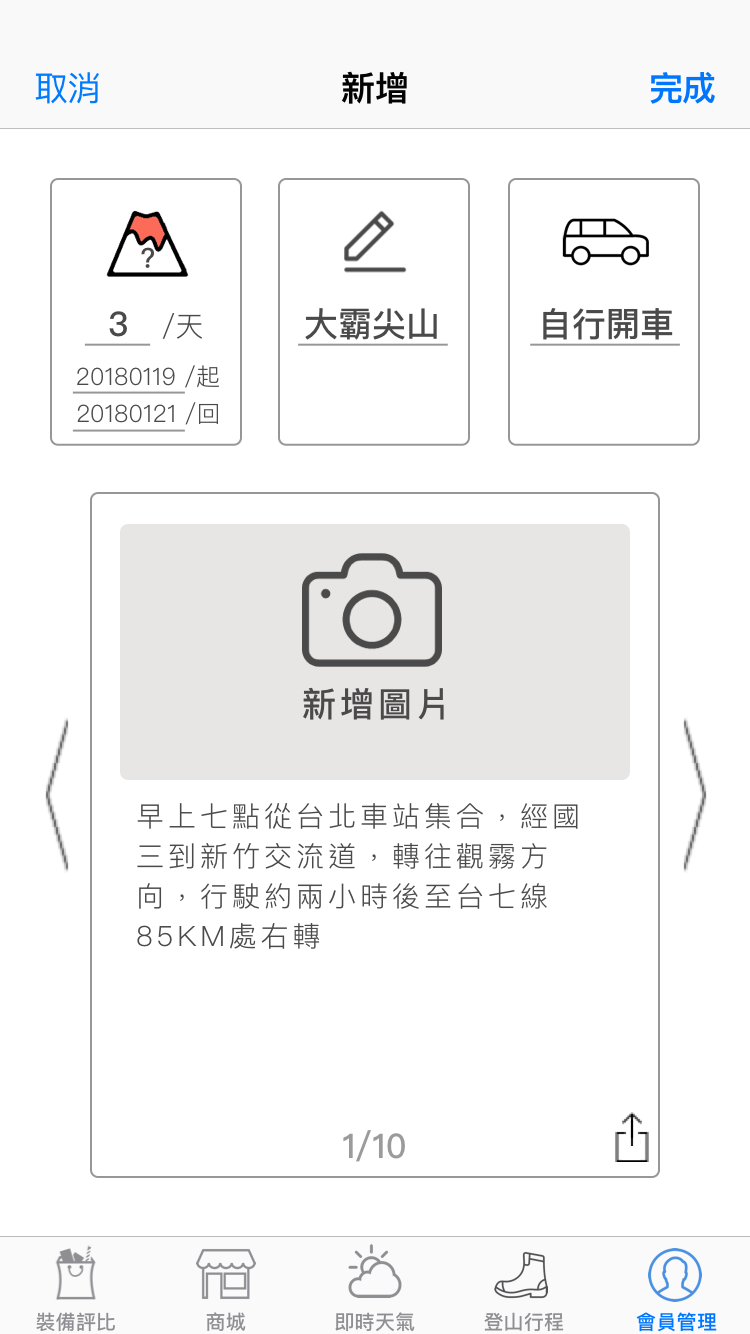 取消
新增
完成
?
3 /天
20180119 /起
20180121 /回
大霸尖山
自行開車
新增圖片
早上七點從台北車站集合，經國
三到新竹交流道，轉往觀霧方
向，行駛約兩小時後至台七線
85KM處右轉
1/10
裝備評比
商城
即時天氣
登山行程
會員管理